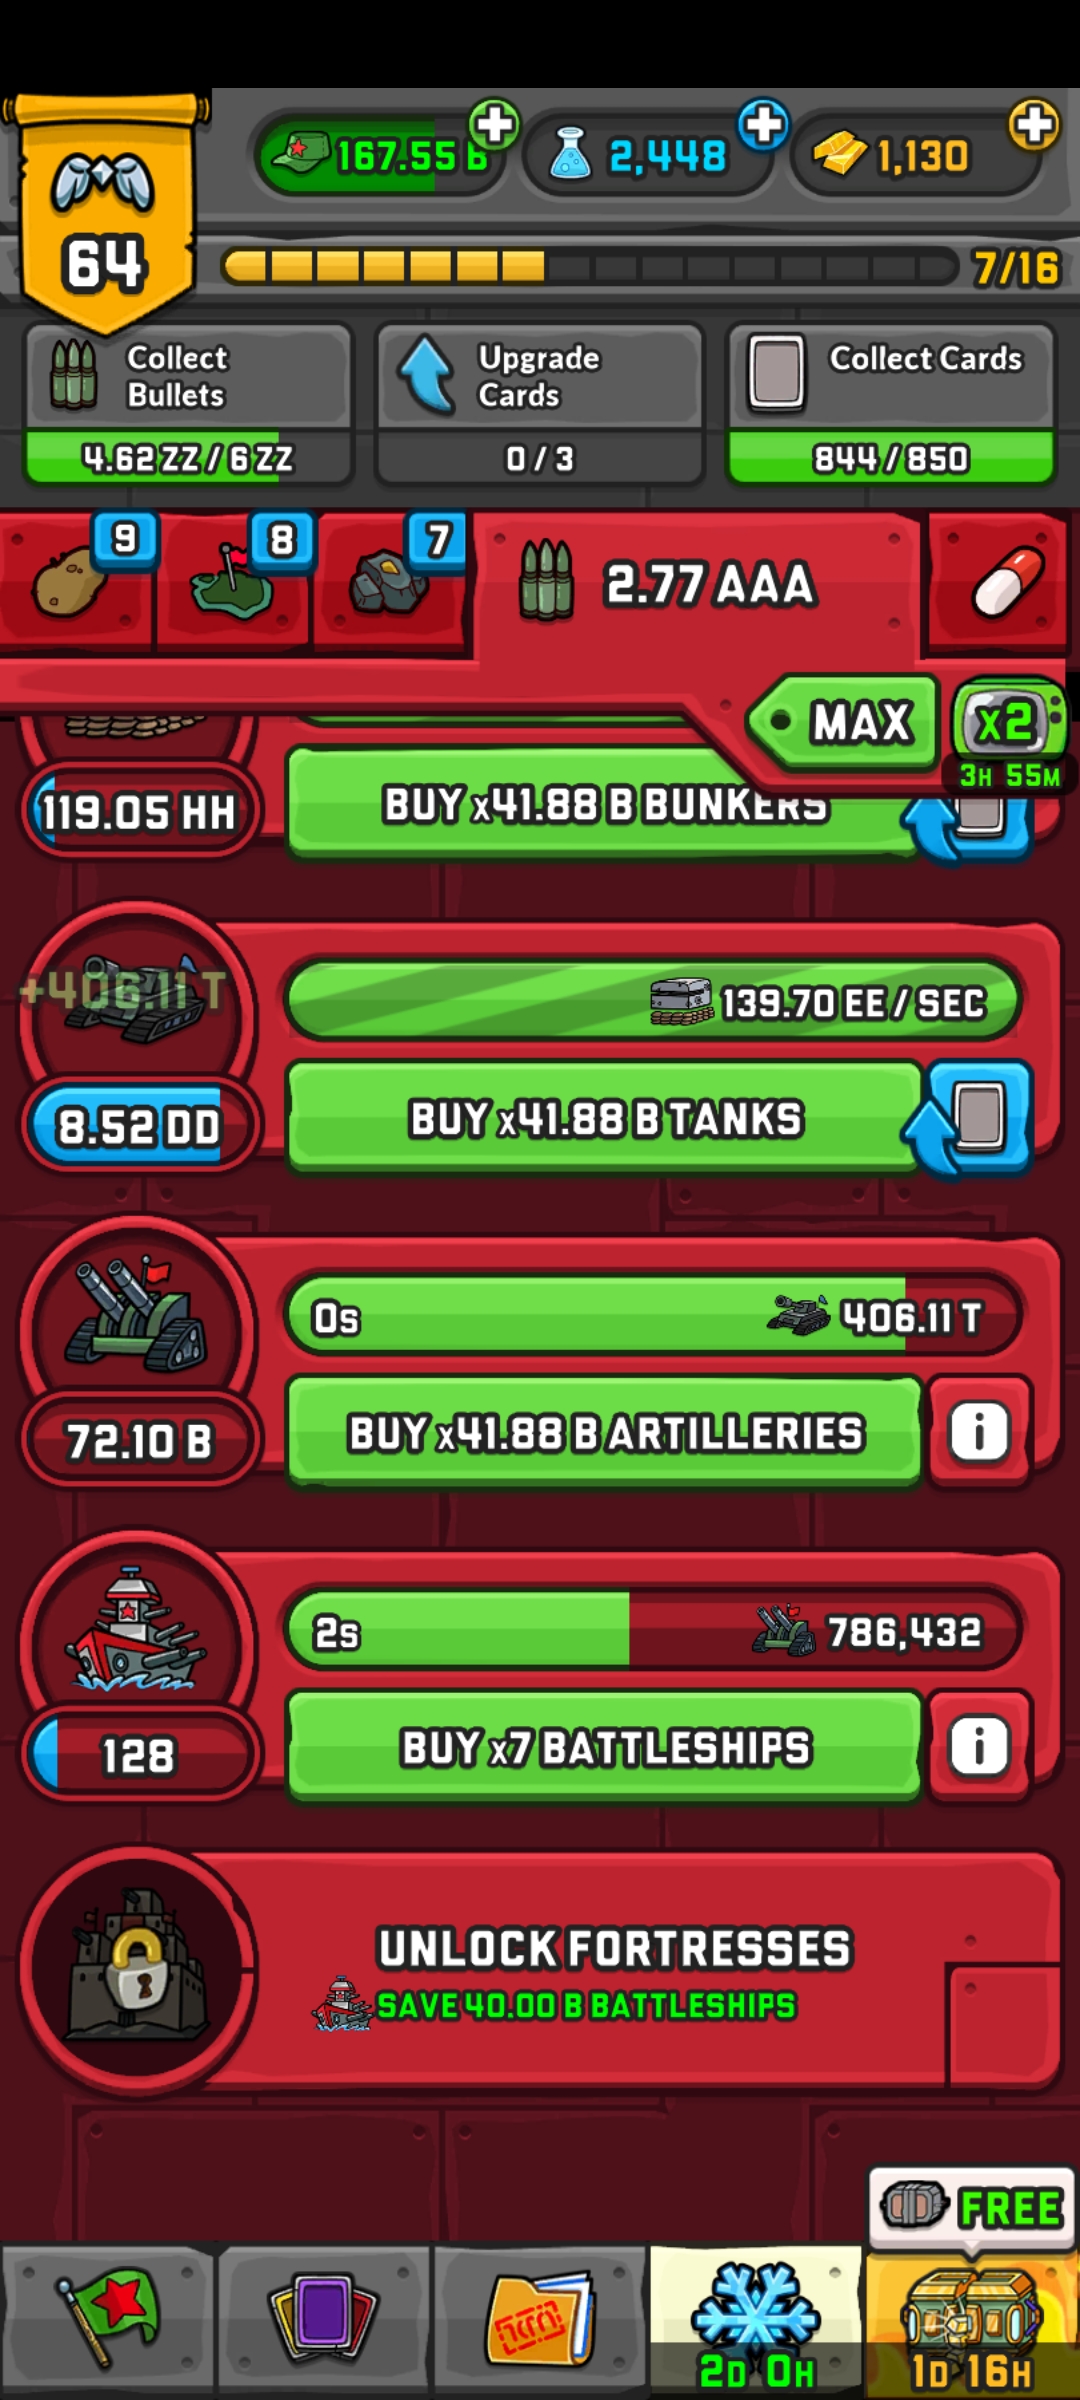 167.55 B
2,448
1,130
64
7/16
Collect
Bullets
Upgrade
Cards
Collect Cards
4.62 ZZ / 6 ZZ
0 / 3
844 / 850
9
8
7
2.77 AAA
MAX
x2
3H 55M
119.05 HH
BUY x41.88 B BUNKERS
+406.11 T
139.70 EE / SEC
8.52 DD
BUY x41.88 B TANKS
0s
406.11 T
72.10 B
BUY x41.88 B ARTILLERIES
2s
786,432
128
BUY x7 BATTLESHIPS
UNLOCK FORTRESSES
SAVE 40.00 B BATTLESHIPS
FREE
2D 0H
1D 16H